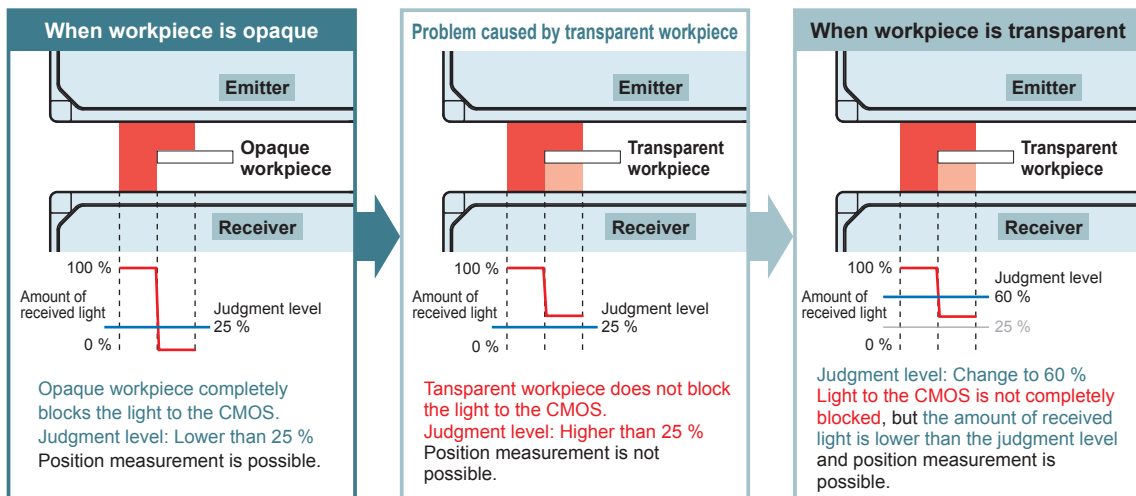 When workpiece is opaque
Emitter
Opaque
workpiece
Receiver
100 %
Amount of
received light
Judgment level
25 %
0 %
Opaque workpiece completely
blocks the light to the CMOS.
Judgment level: Lower than 25 %
Position measurement is possible.
Problem caused by transparent workpiece
Emitter
Transparent
workpiece
Receiver
100 %
Amount of
received light
Judgment level
25 %
0 %
Tansparent workpiece does not block
the light to the CMOS.
Judgment level: Higher than 25 %
Position measurement is not
possible.
When workpiece is transparent
Emitter
Transparent
workpiece
Receiver
100 %
Judgment level
60 %
Amount of
received light
25 %
0 %
Judgment level: Change to 60 %
Light to the CMOS is not completely
blocked, but the amount of received
light is lower than the judgment level
and position measurement is
possible.